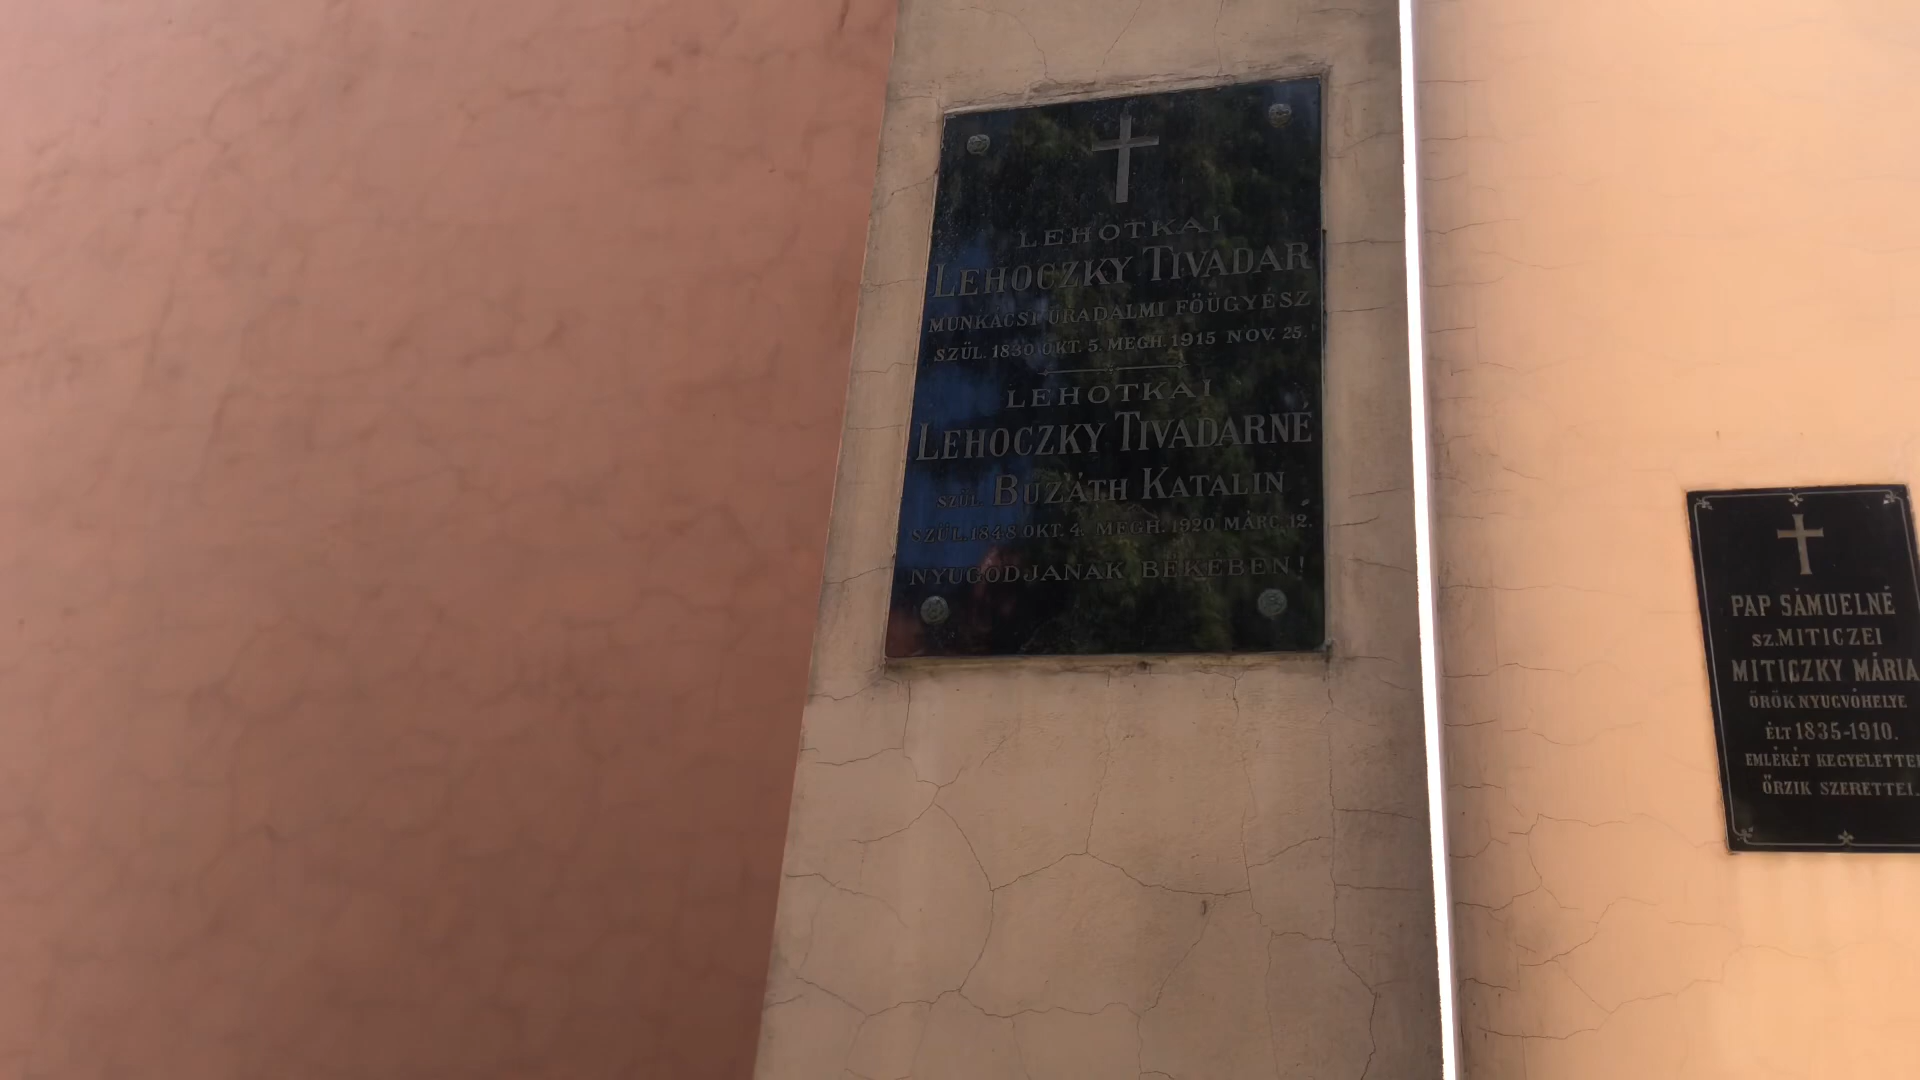 LEHOTKAI
LEHOCZKY TIVADAR
MUNKÁCSI URADALMI FŐÜGYÉSZ
SZÜL. 1830 OKT. 5. MEGH. 1915 NOV. 25.
LEHOTKAI
LEHOCZKY TIVADARNÉ
SZÜL. BUZÁTH KATALIN
SZÜL. 1848 OKT. 4. MEGH. 1920 MÁRC. 12.
NYUGODJANAK BÉKÉBEN!
PAP SÁMUELNÉ
SZ. MITICZEI
MITICZKY MÁRIA
ÖRÖK NYUGVÓHELYE
ÉLT 1835-1910.
EMLÉKÉT KEGYELETTEL
ŐRZIK SZERETTEI.